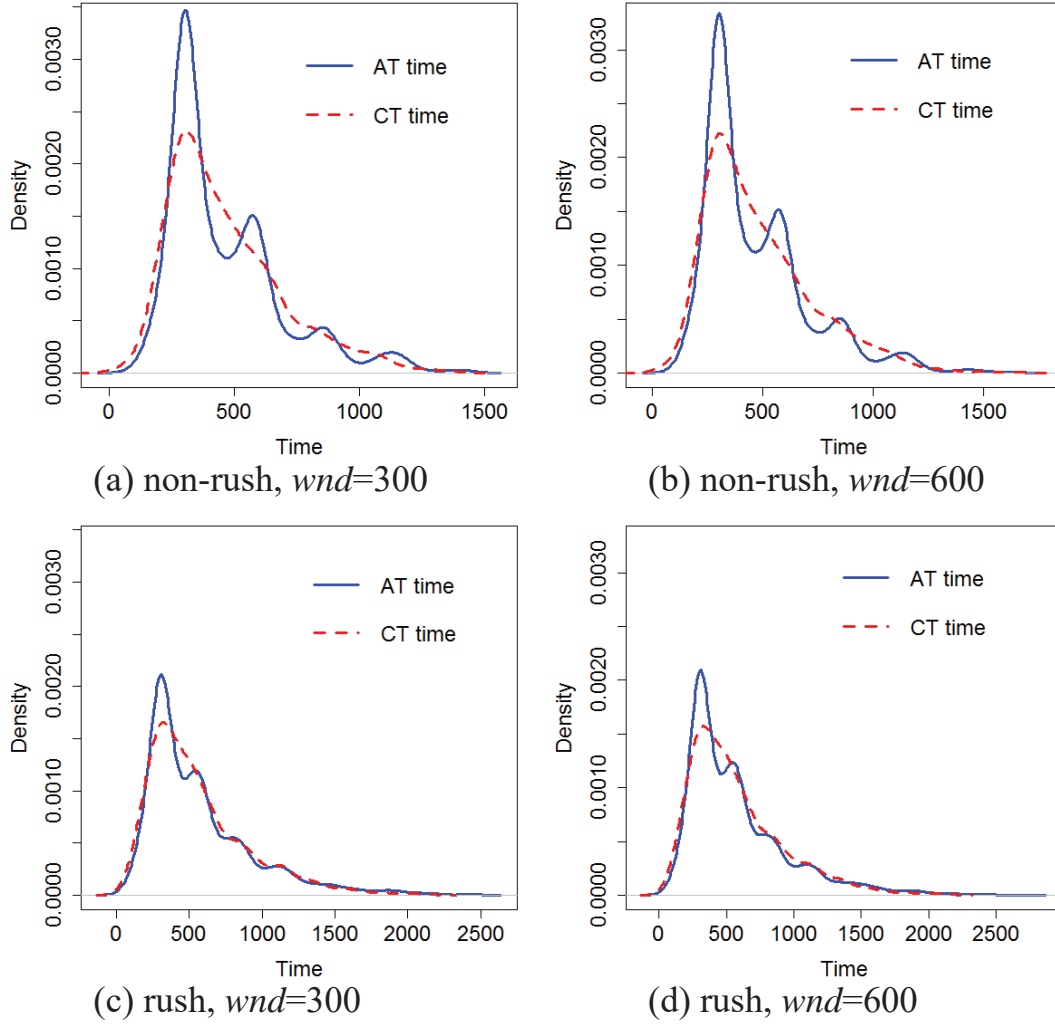 0.0000 0.0010 0.0020 0.0030
Density
AT time
CT time
0 500 1000 1500
Time
(a) non-rush, wnd=300
0.0000 0.0010 0.0020 0.0030
Density
AT time
CT time
0 500 1000 1500
Time
(b) non-rush, wnd=600
0.0000 0.0010 0.0020 0.0030
Density
AT time
CT time
0 500 1000 1500 2000 2500
Time
(c) rush, wnd=300
0.0000 0.0010 0.0020 0.0030
Density
AT time
CT time
0 500 1000 1500 2000 2500
Time
(d) rush, wnd=600